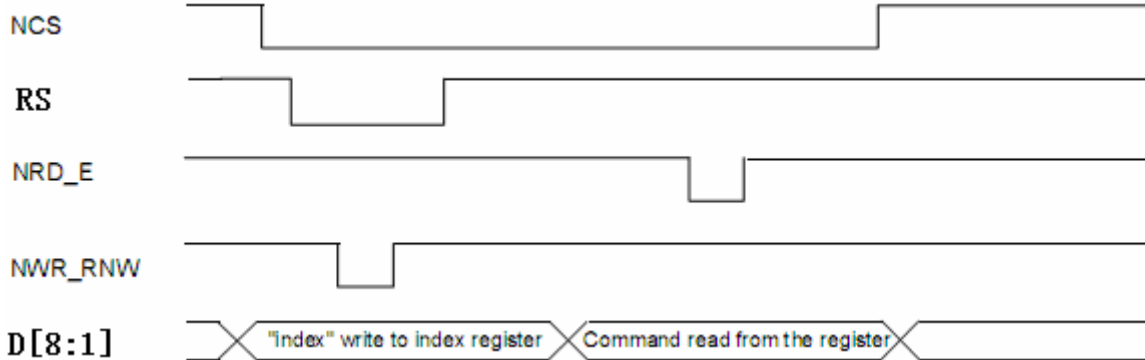 NCS
RS
NRD_E
NWR_RNW
D[8:1] "index" write to index register Command read from the register